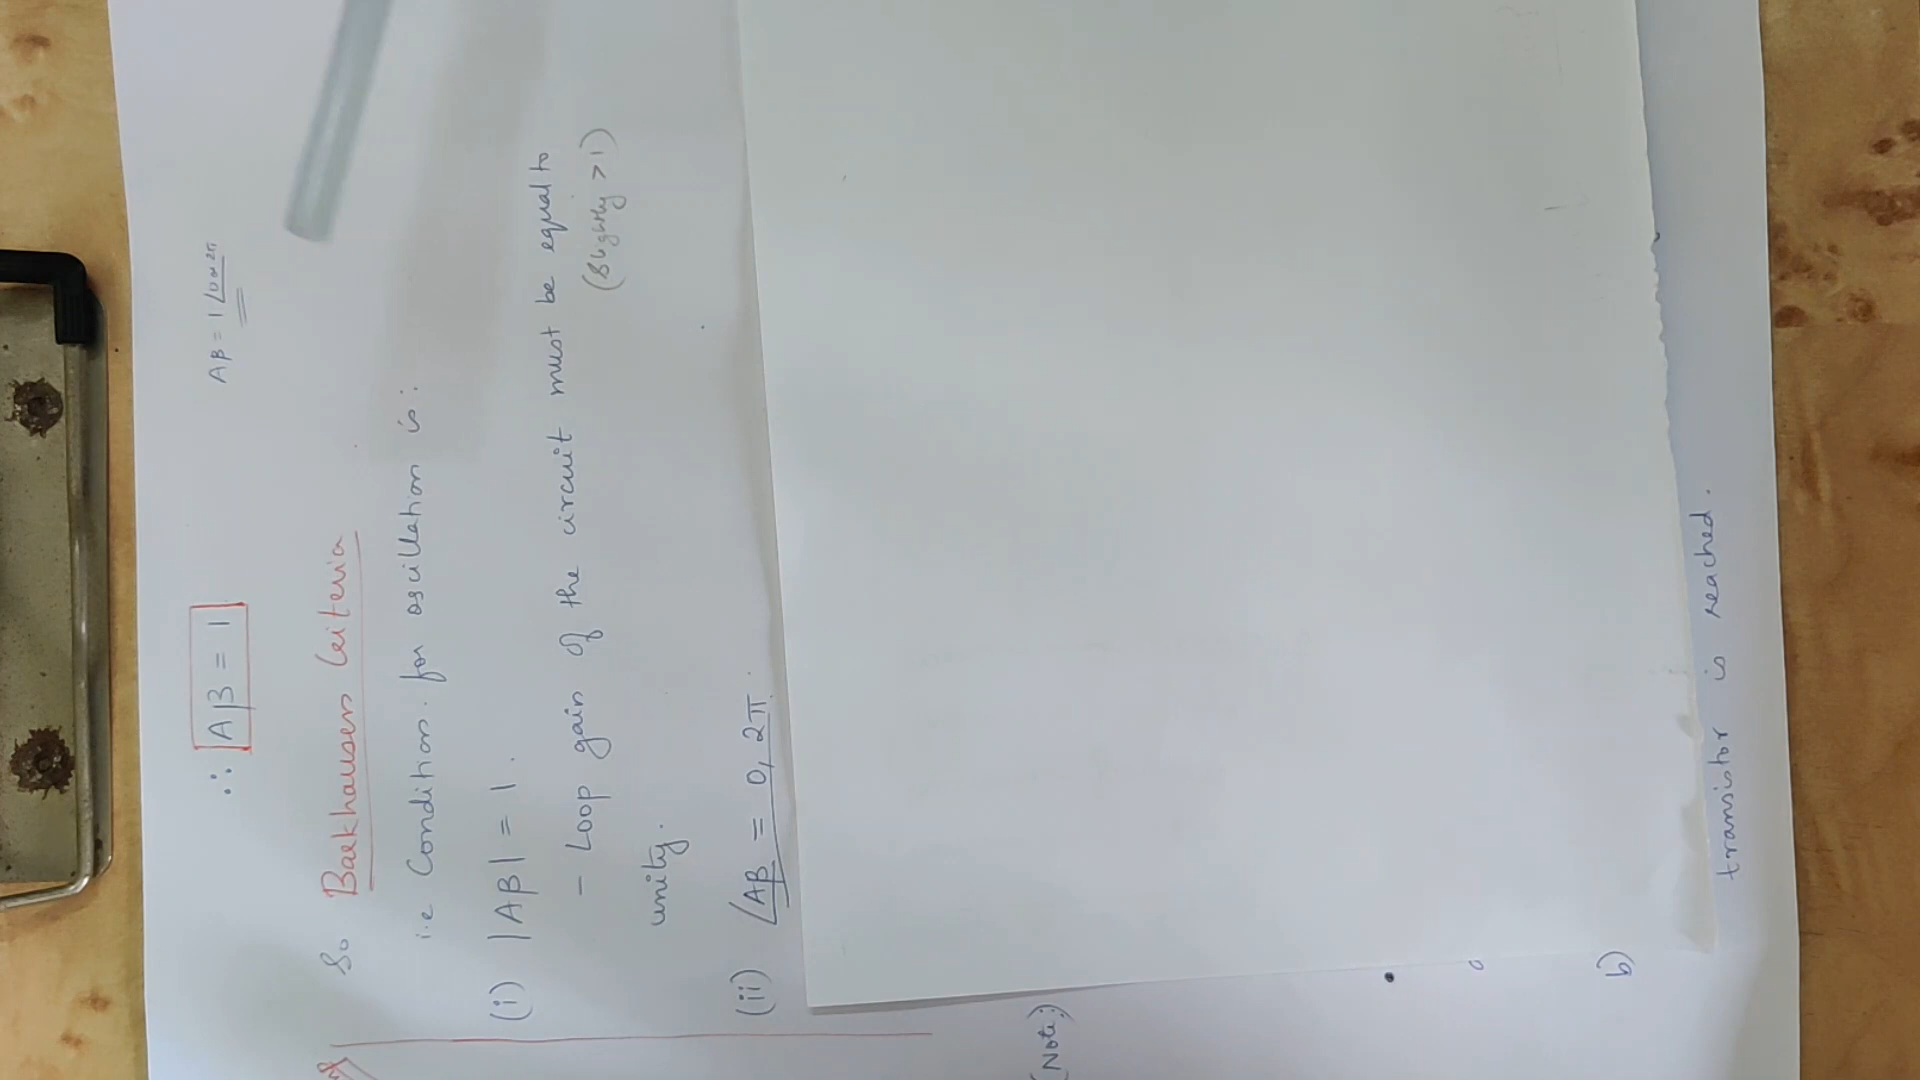 ∴ Aβ = 1 Aβ = 1 ∠0 or 2π
So Barkhausen Criteria
i.e Condition. for oscillation is:
(i) |Aβ| = 1.
- Loop gain of the circuit must be equal to
(Slightly > 1)
unity.
(ii) ∠Aβ = 0, 2π.
(Note:
b)
transistor is reached.